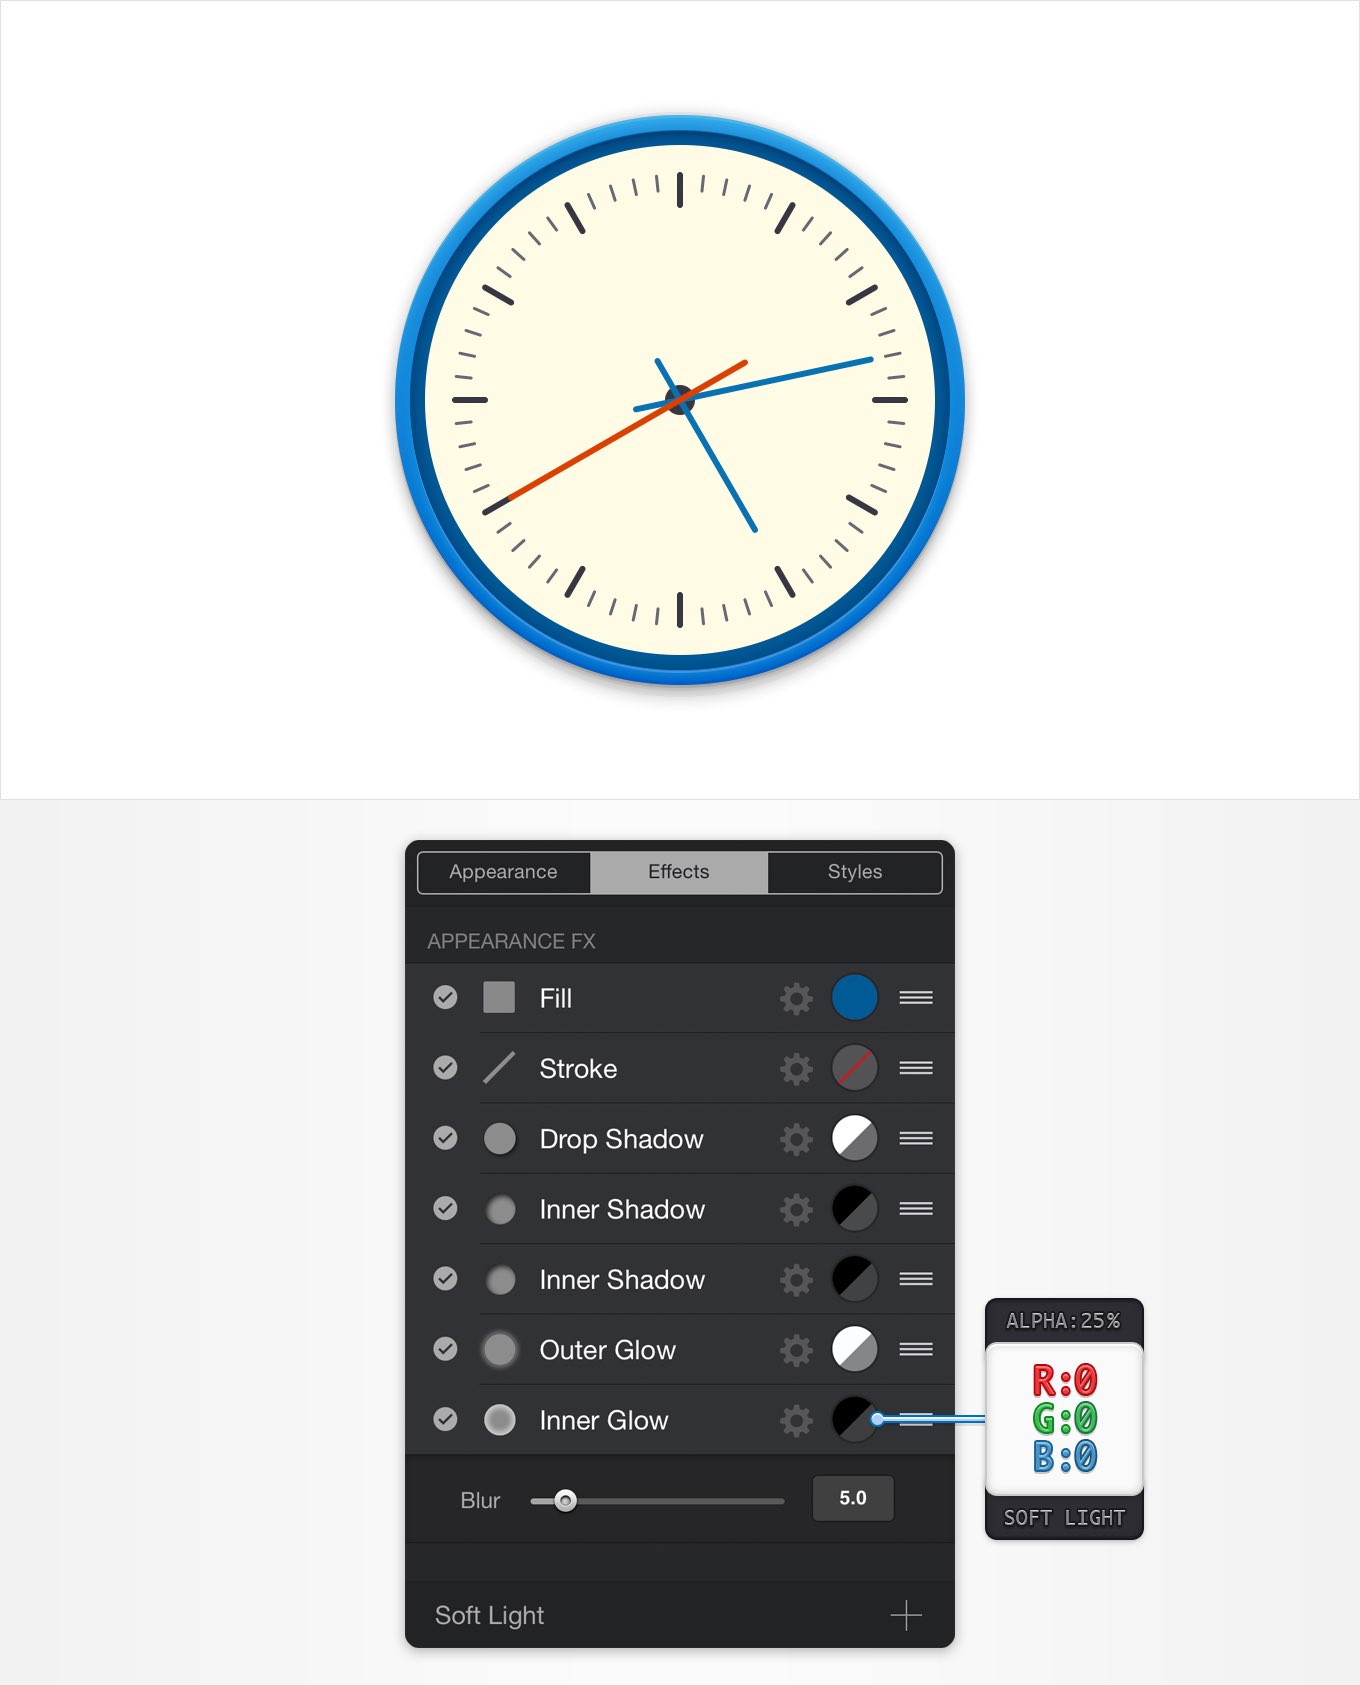 Appearance Effects Styles
APPEARANCE FX
Fill
Stroke
Drop Shadow
Inner Shadow
Inner Shadow
Outer Glow
Inner Glow
ALPHA:25%
R:0
G:0
B:0
SOFT LIGHT
Blur 5.0
Soft Light